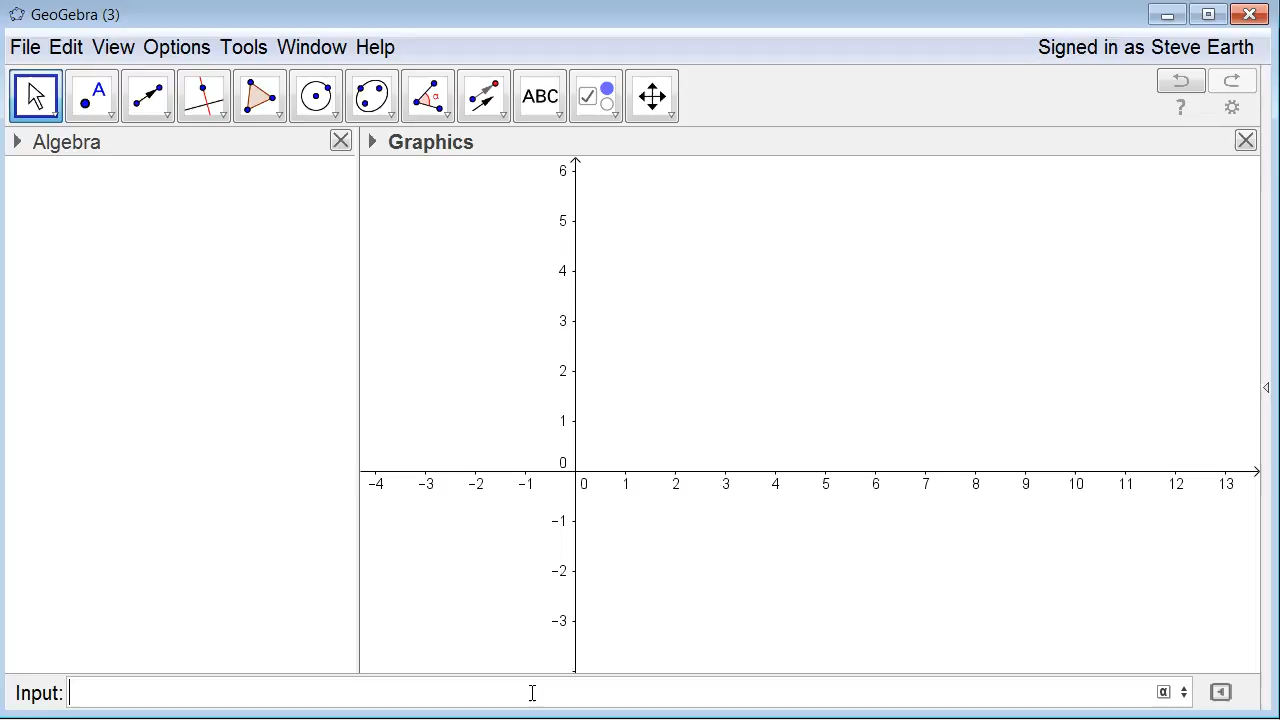 GeoGebra (3)
File Edit View Options Tools Window Help Signed in as Steve Earth
A α ABC ?
Algebra Graphics
6
5
4
3
2
1
0
−4 −3 −2 −1 0 1 2 3 4 5 6 7 8 9 10 11 12 13
−1
−2
−3
Input: α